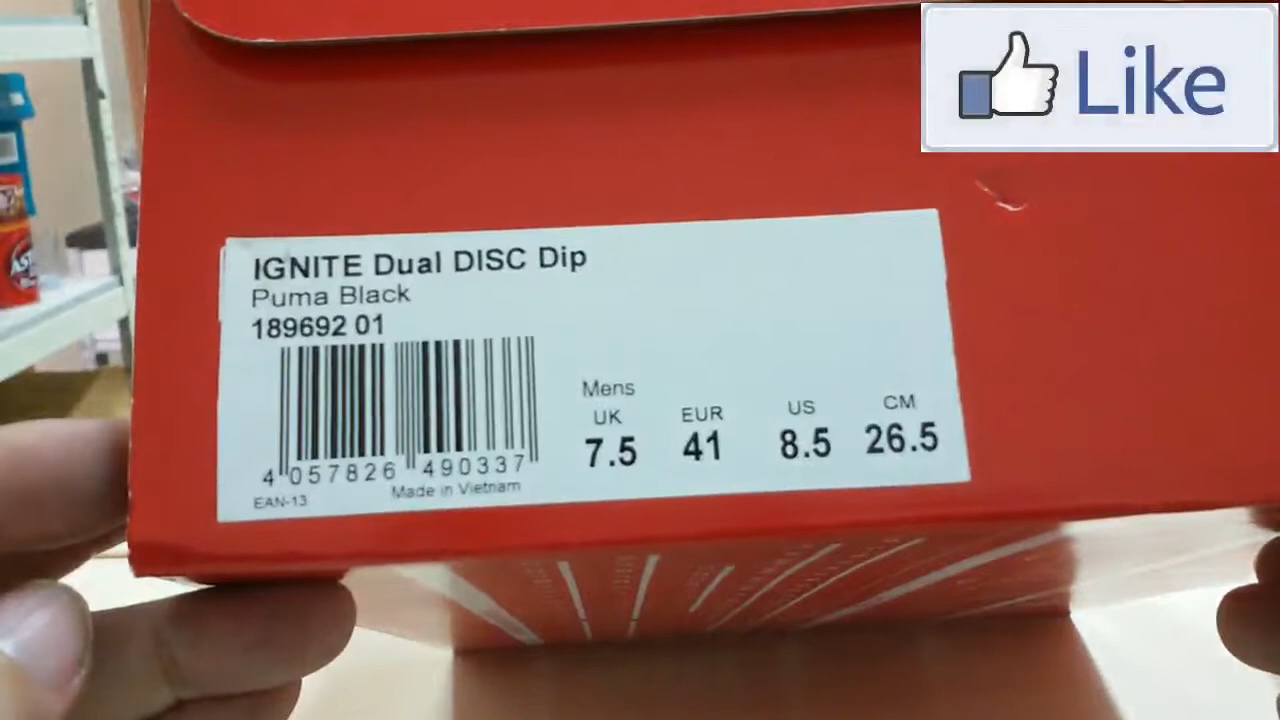 Like
IGNITE Dual DISC Dip
Puma Black
189692 01
Mens
UK EUR US CM
7.5 41 8.5 26.5
4 057826 490337
EAN-13 Made in Vietnam